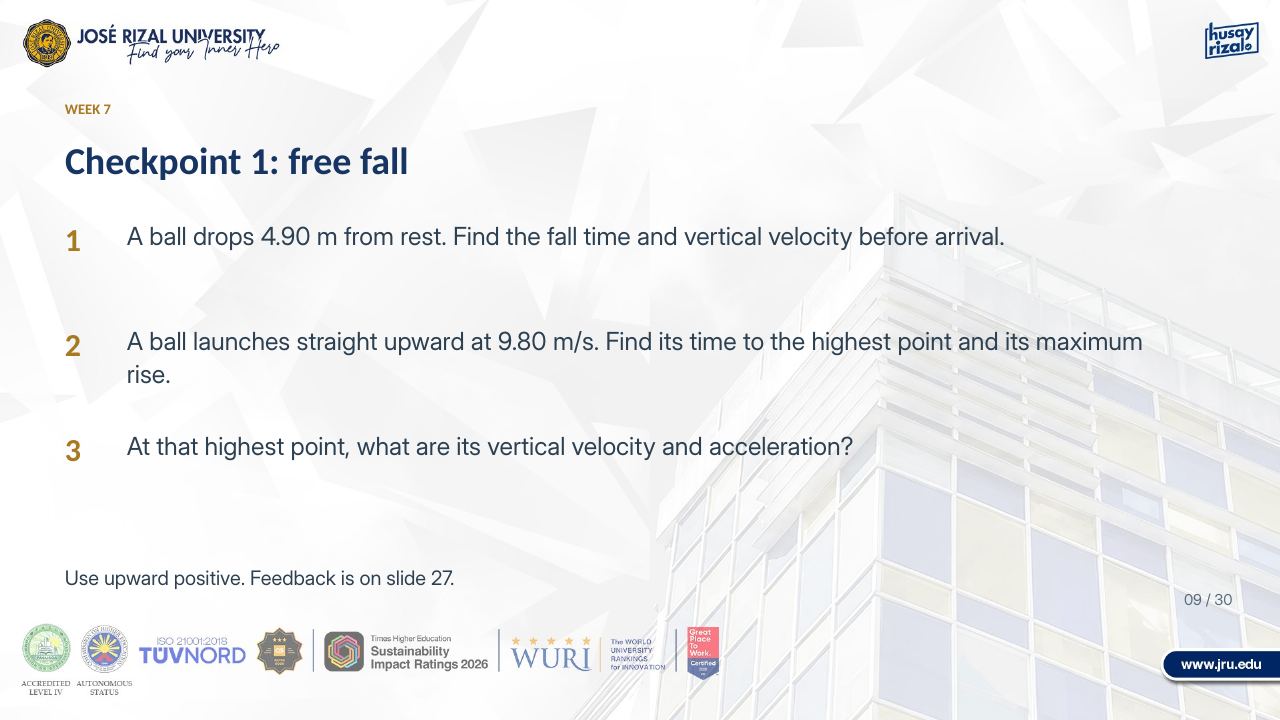 JOSÉ RIZAL UNIVERSITY
Find your Inner Hero
husay
rizal
WEEK 7
Checkpoint 1: free fall
1 A ball drops 4.90 m from rest. Find the fall time and vertical velocity before arrival.
2 A ball launches straight upward at 9.80 m/s. Find its time to the highest point and its maximum
rise.
3 At that highest point, what are its vertical velocity and acceleration?
Use upward positive. Feedback is on slide 27.
09 / 30
ACCREDITED
LEVEL IV
AUTONOMOUS
STATUS
ISO 21001:2018
TÜVNORD
Times Higher Education
Sustainability
Impact Ratings 2026
WURI
The WORLD
UNIVERSITY
RANKINGS
for INNOVATION
Great
Place
To
Work.
Certified
www.jru.edu